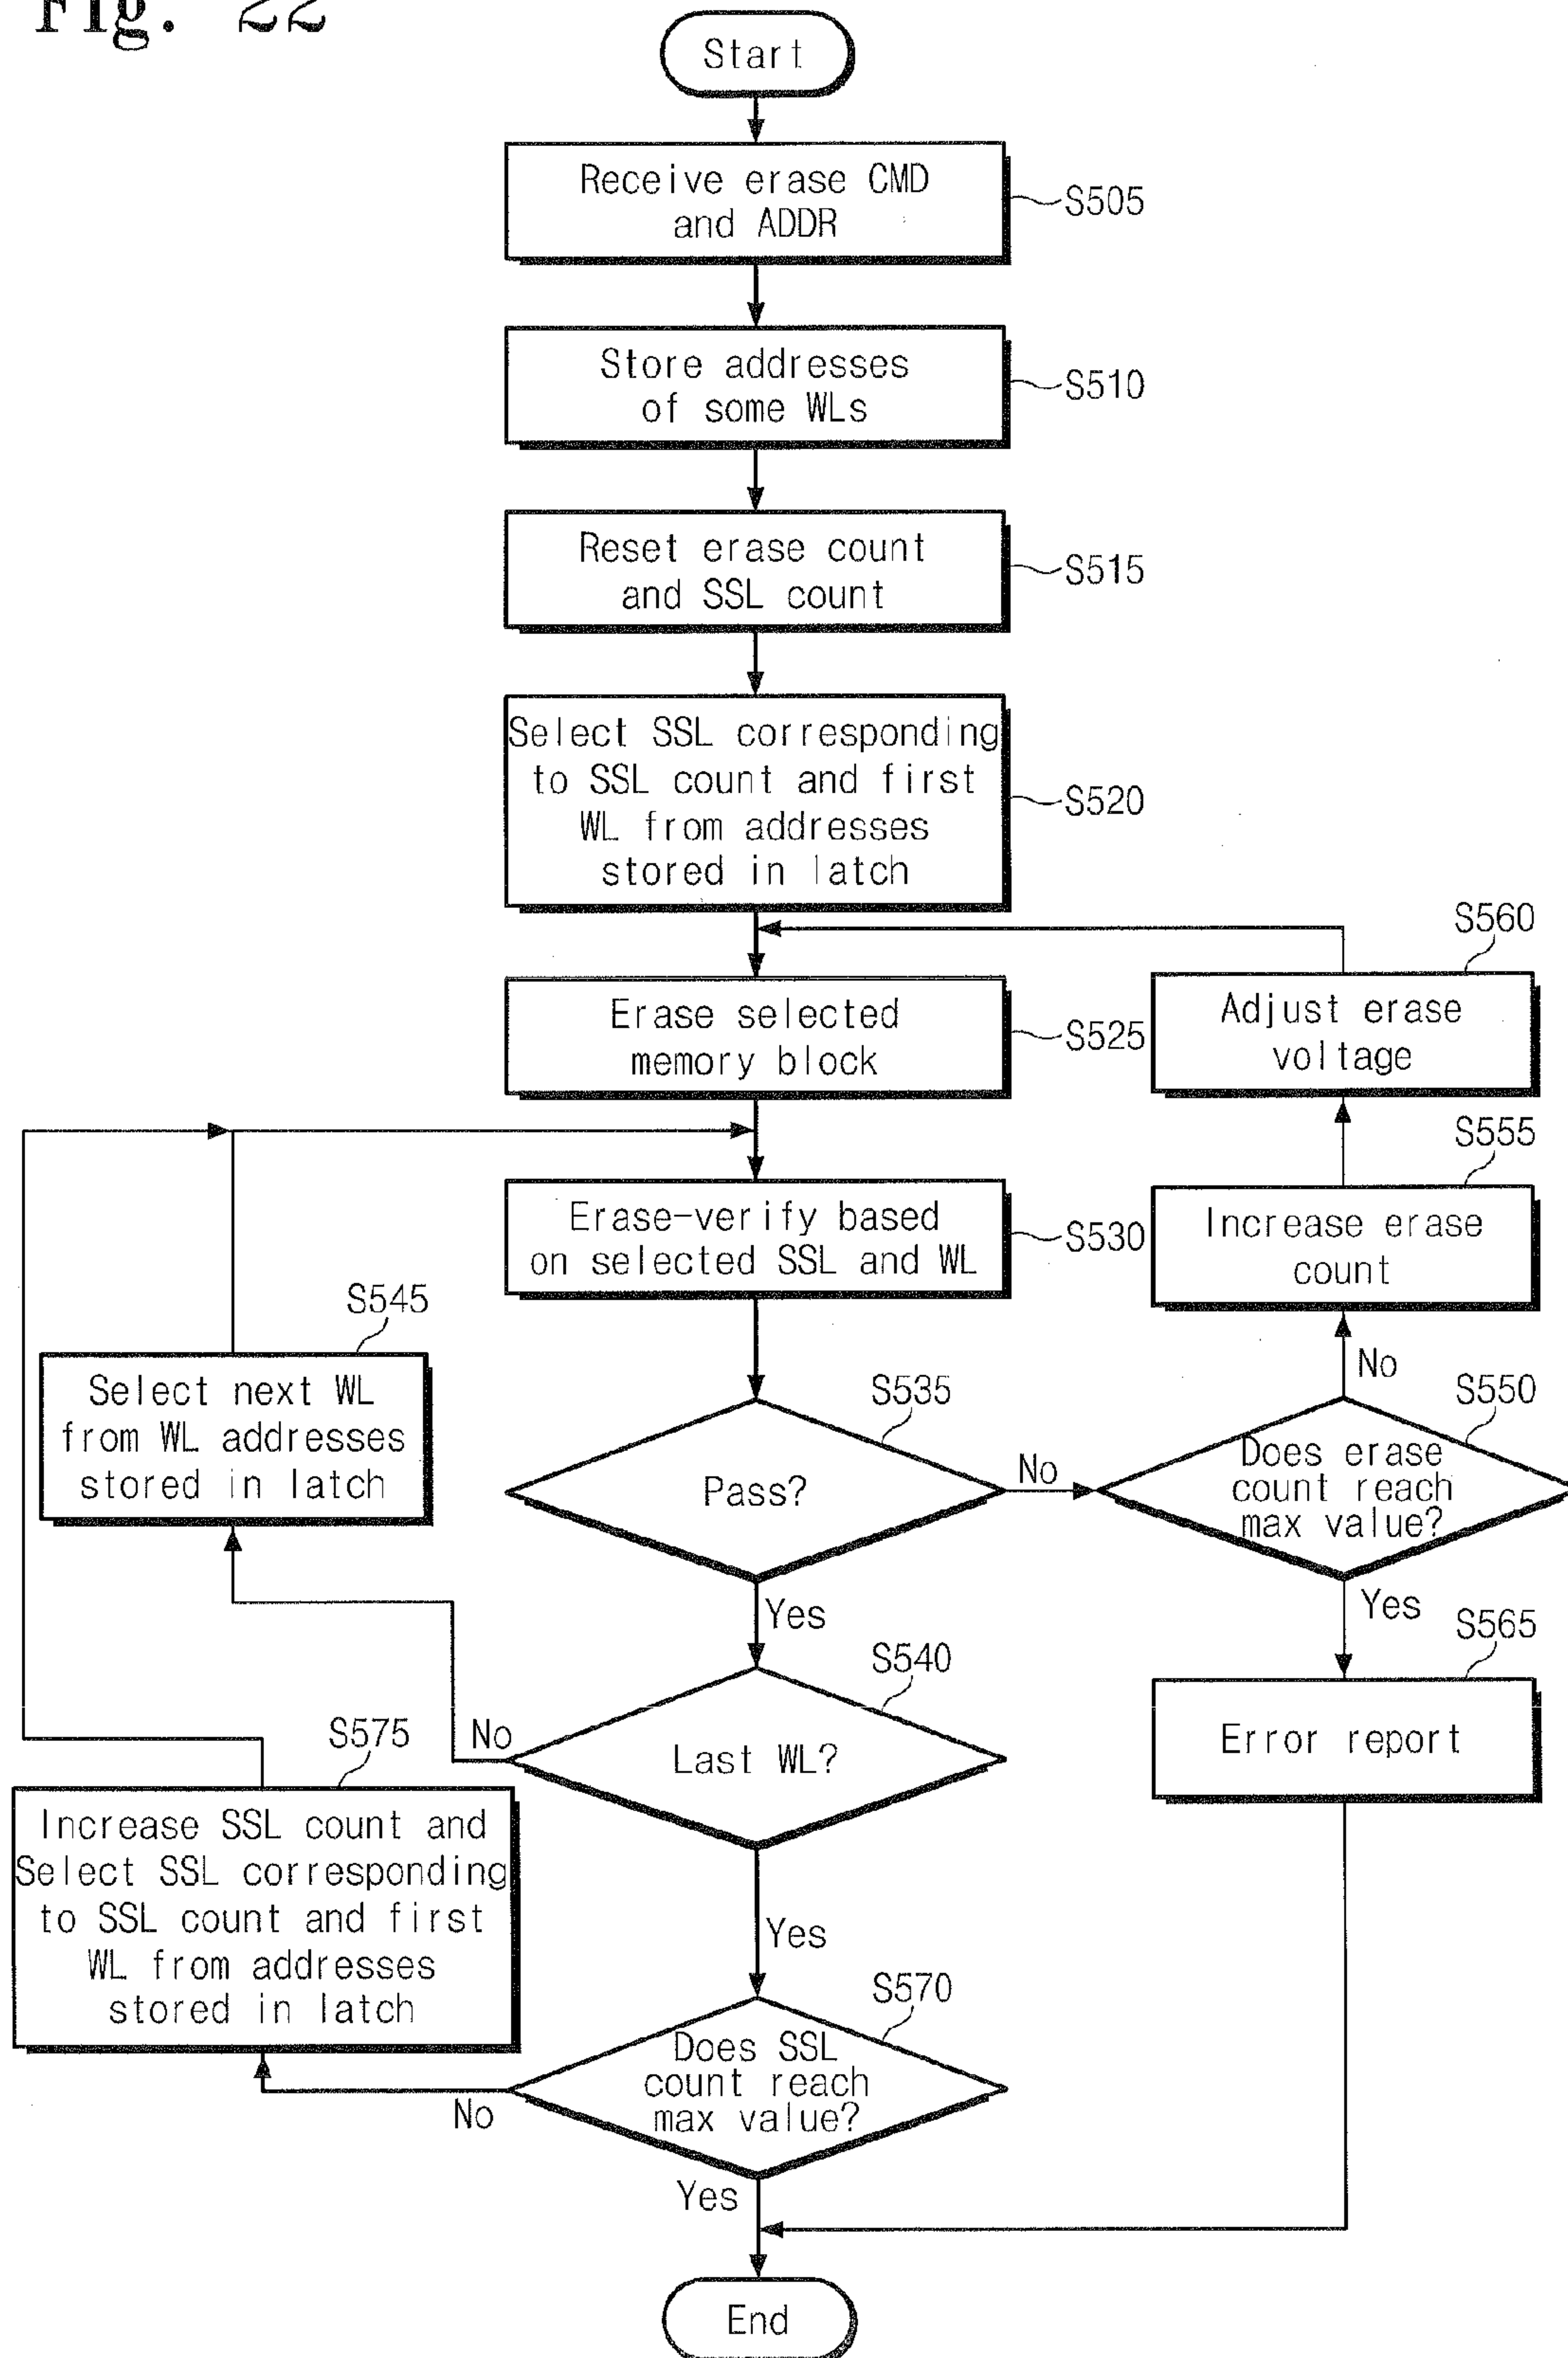 Fig. 22
Start
Receive erase CMD
and ADDR
S505
Store addresses
of some WLs
S510
Reset erase count
and SSL count
S515
Select SSL corresponding
to SSL count and first
WL from addresses
stored in latch
S520
S560
Erase selected
memory block
S525
Adjust erase
voltage
S555
Erase-verify based
on selected SSL and WL
S530
Increase erase
count
S545
Select next WL
from WL addresses
stored in latch
S535
Pass?
No
No
S550
Does erase
count reach
max value?
Yes
Yes
S540
Last WL?
No
S565
Error report
S575
Increase SSL count and
Select SSL corresponding
to SSL count and first
WL from addresses
stored in latch
Yes
S570
Does SSL
count reach
max value?
No
Yes
End